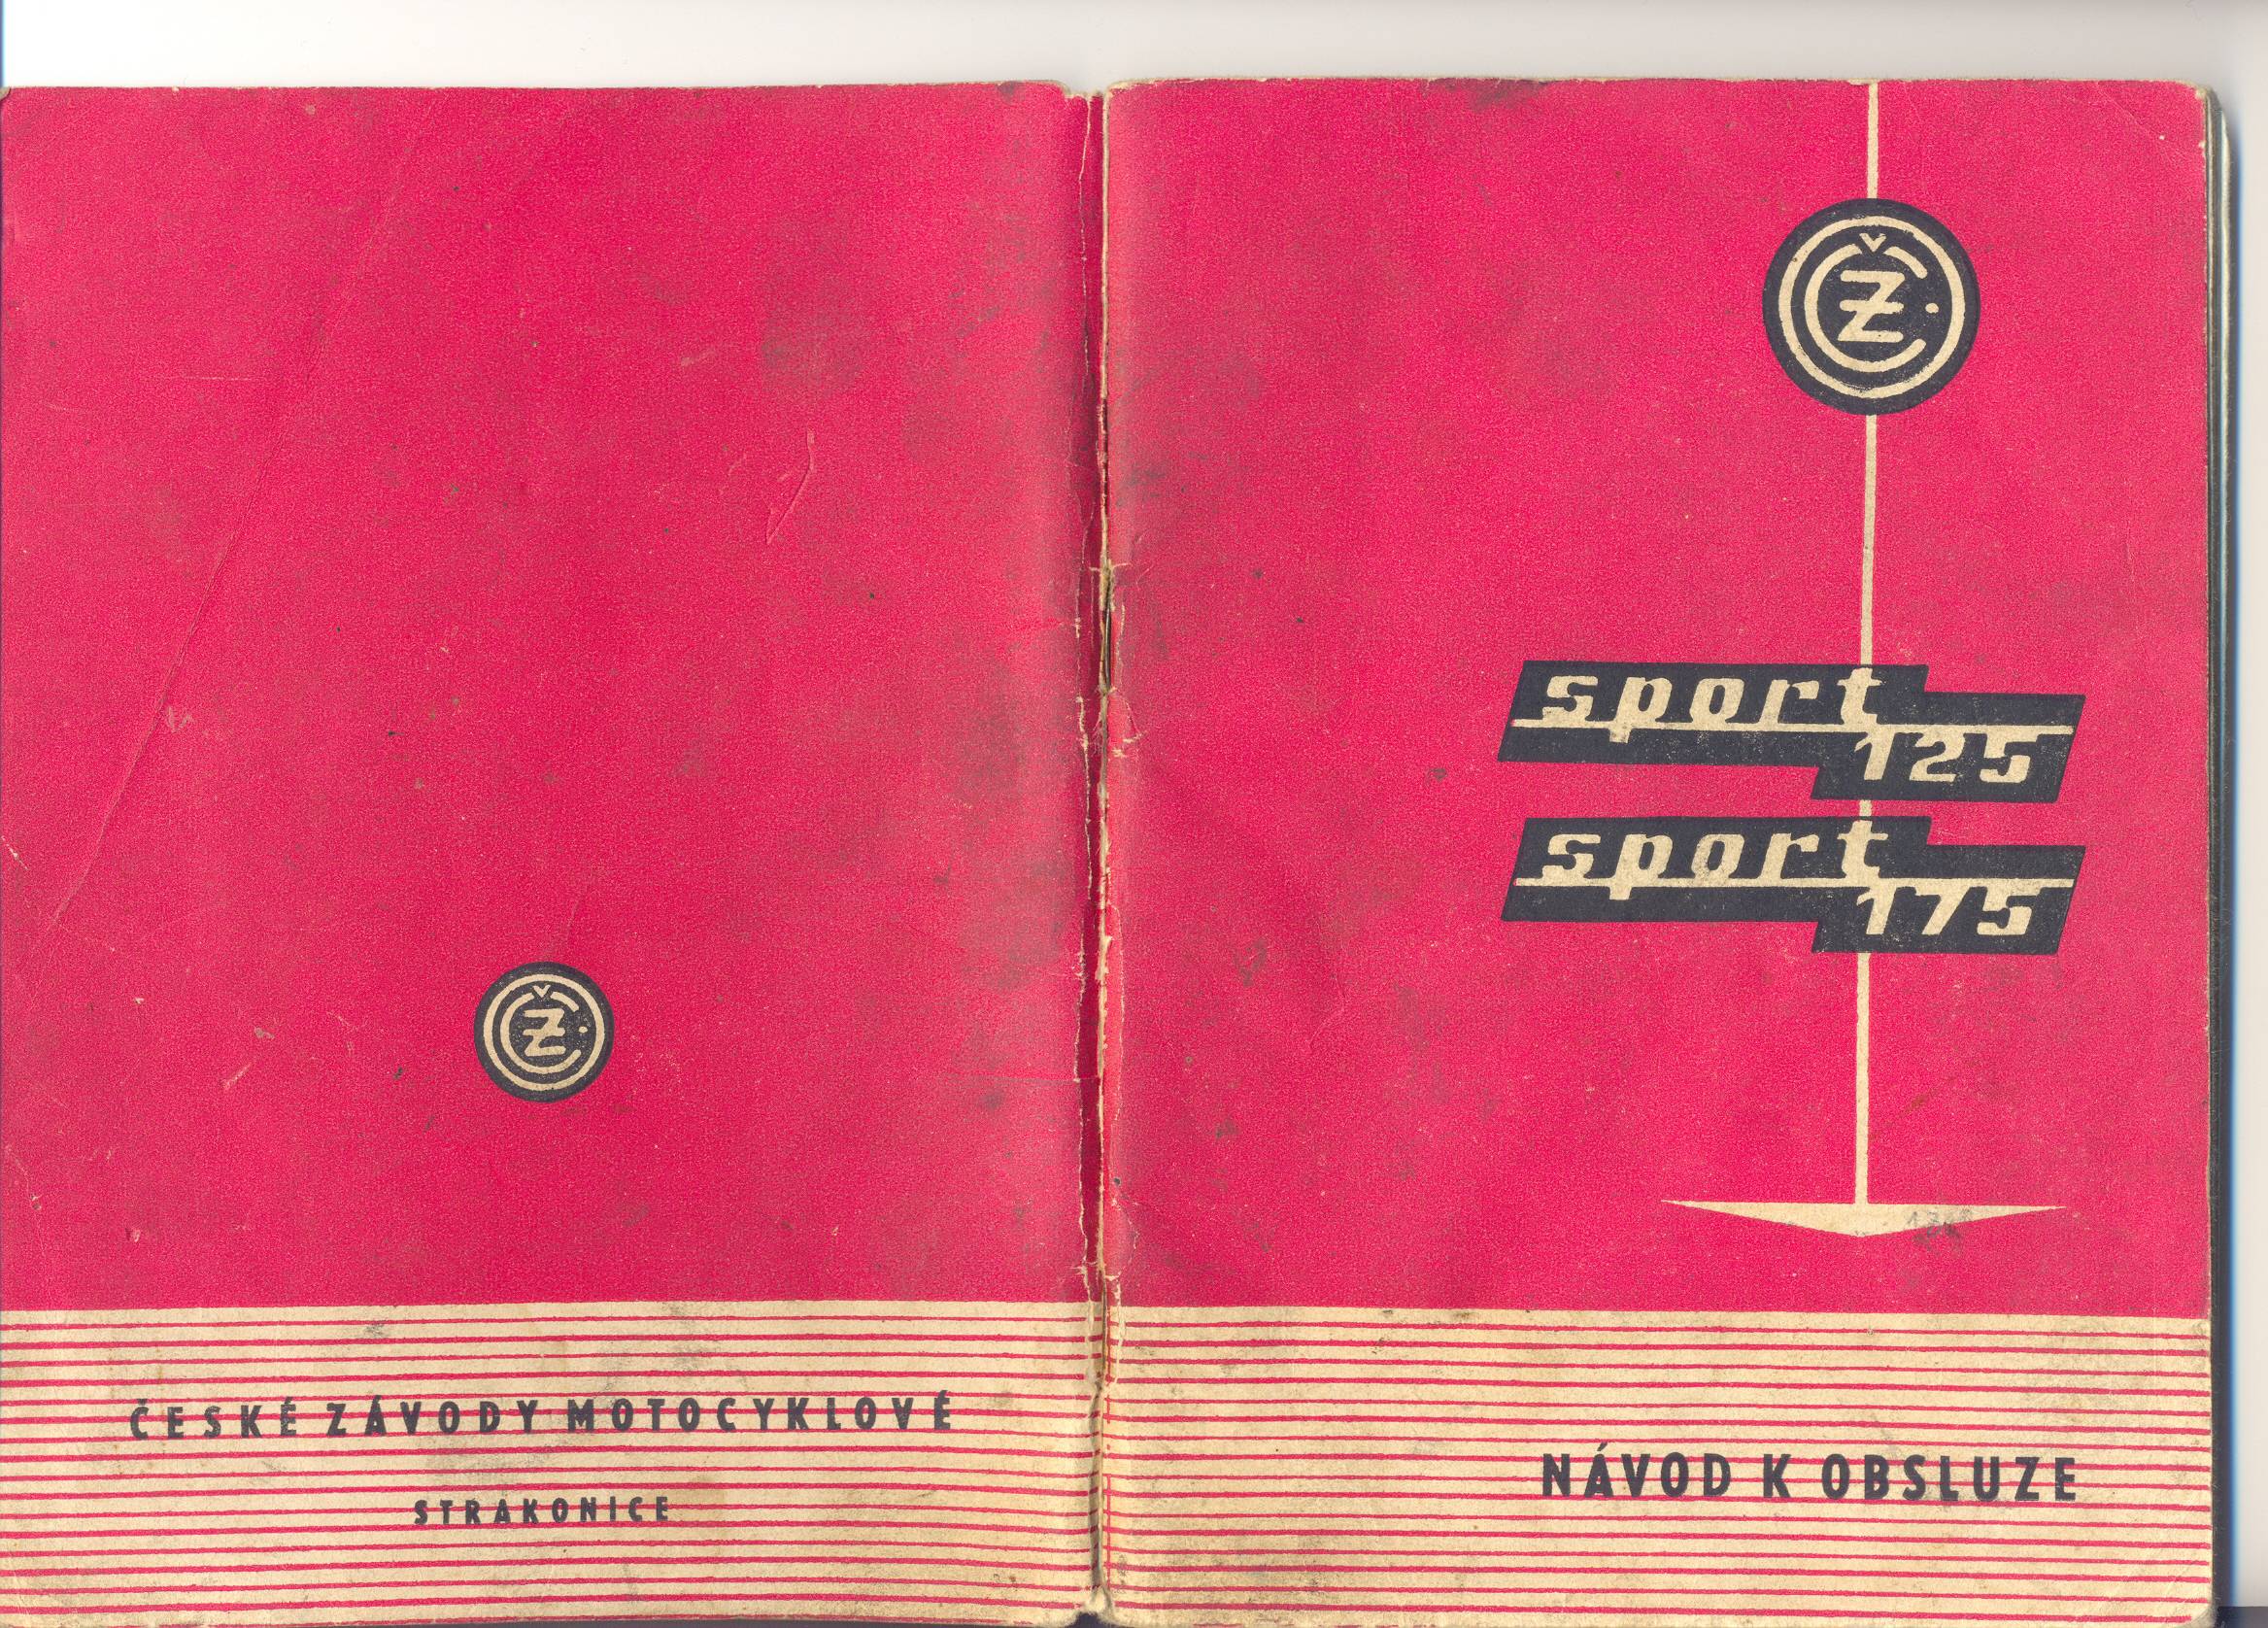 ČZ
sport
125
sport
175
NÁVOD K OBSLUZE
ČZ
ČESKÉ ZÁVODY MOTOCYKLOVÉ
STRAKONICE